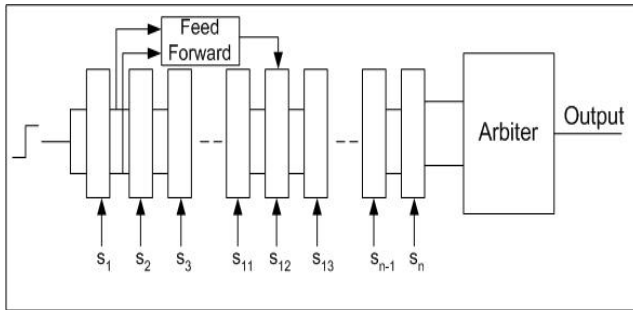 Feed
Forward
Arbiter
Output
s₁ s₂ s₃ s₁₁ s₁₂ s₁₃ sₙ₋₁ sₙ